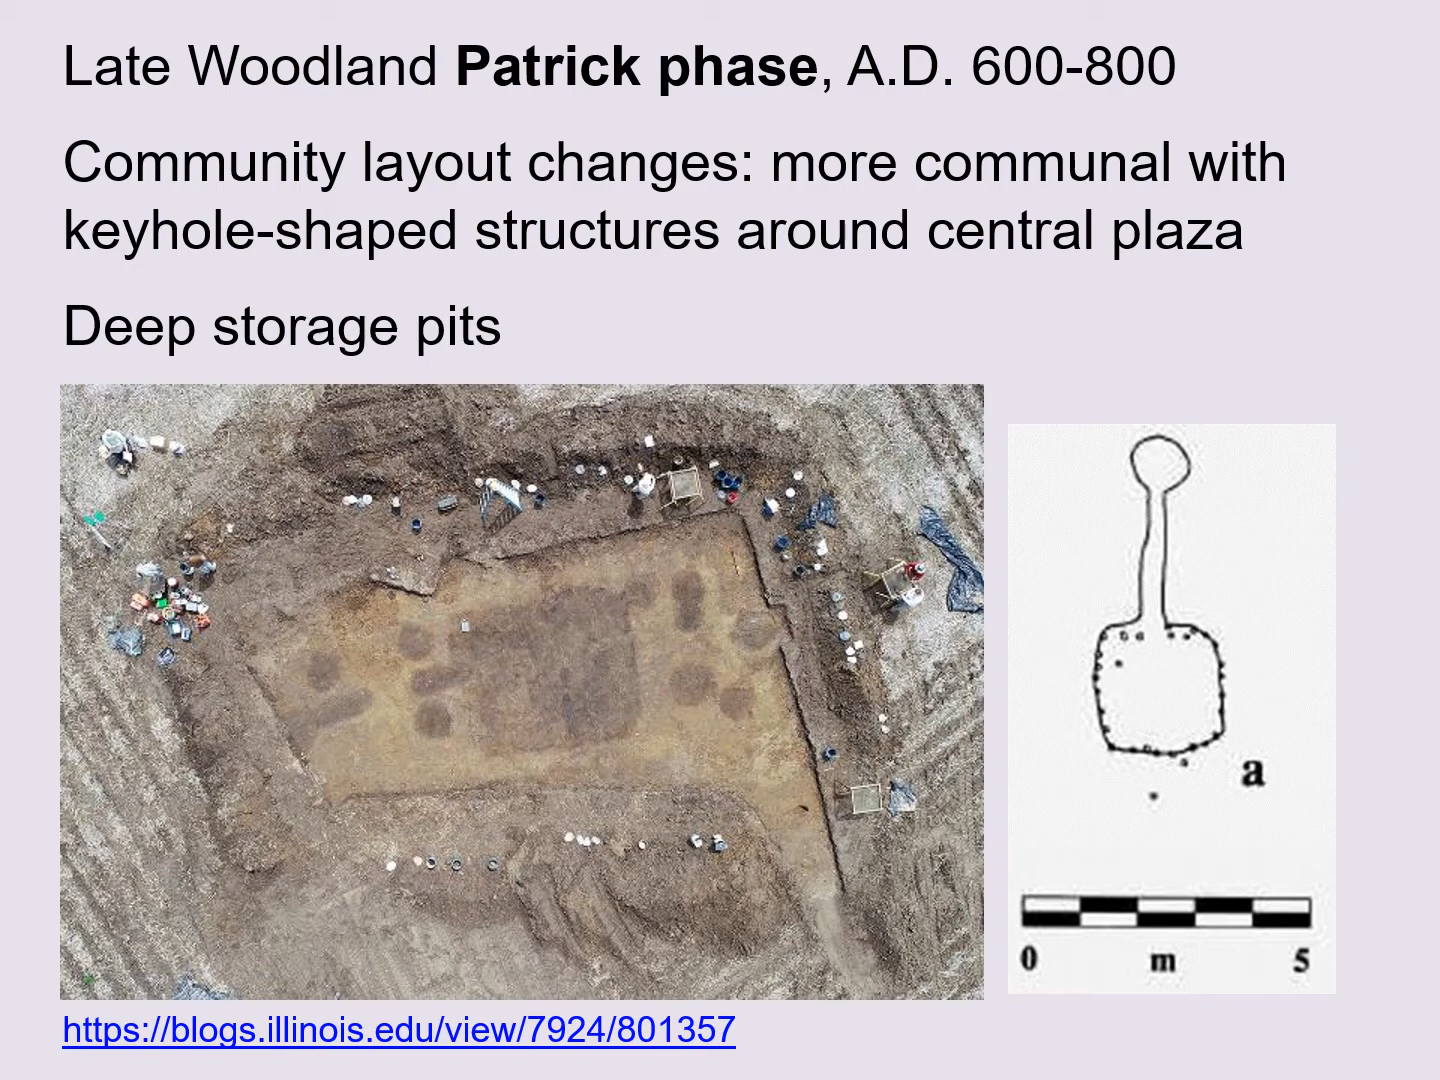 Late Woodland Patrick phase, A.D. 600-800
Community layout changes: more communal with
keyhole-shaped structures around central plaza
Deep storage pits
a
0 m 5
https://blogs.illinois.edu/view/7924/801357